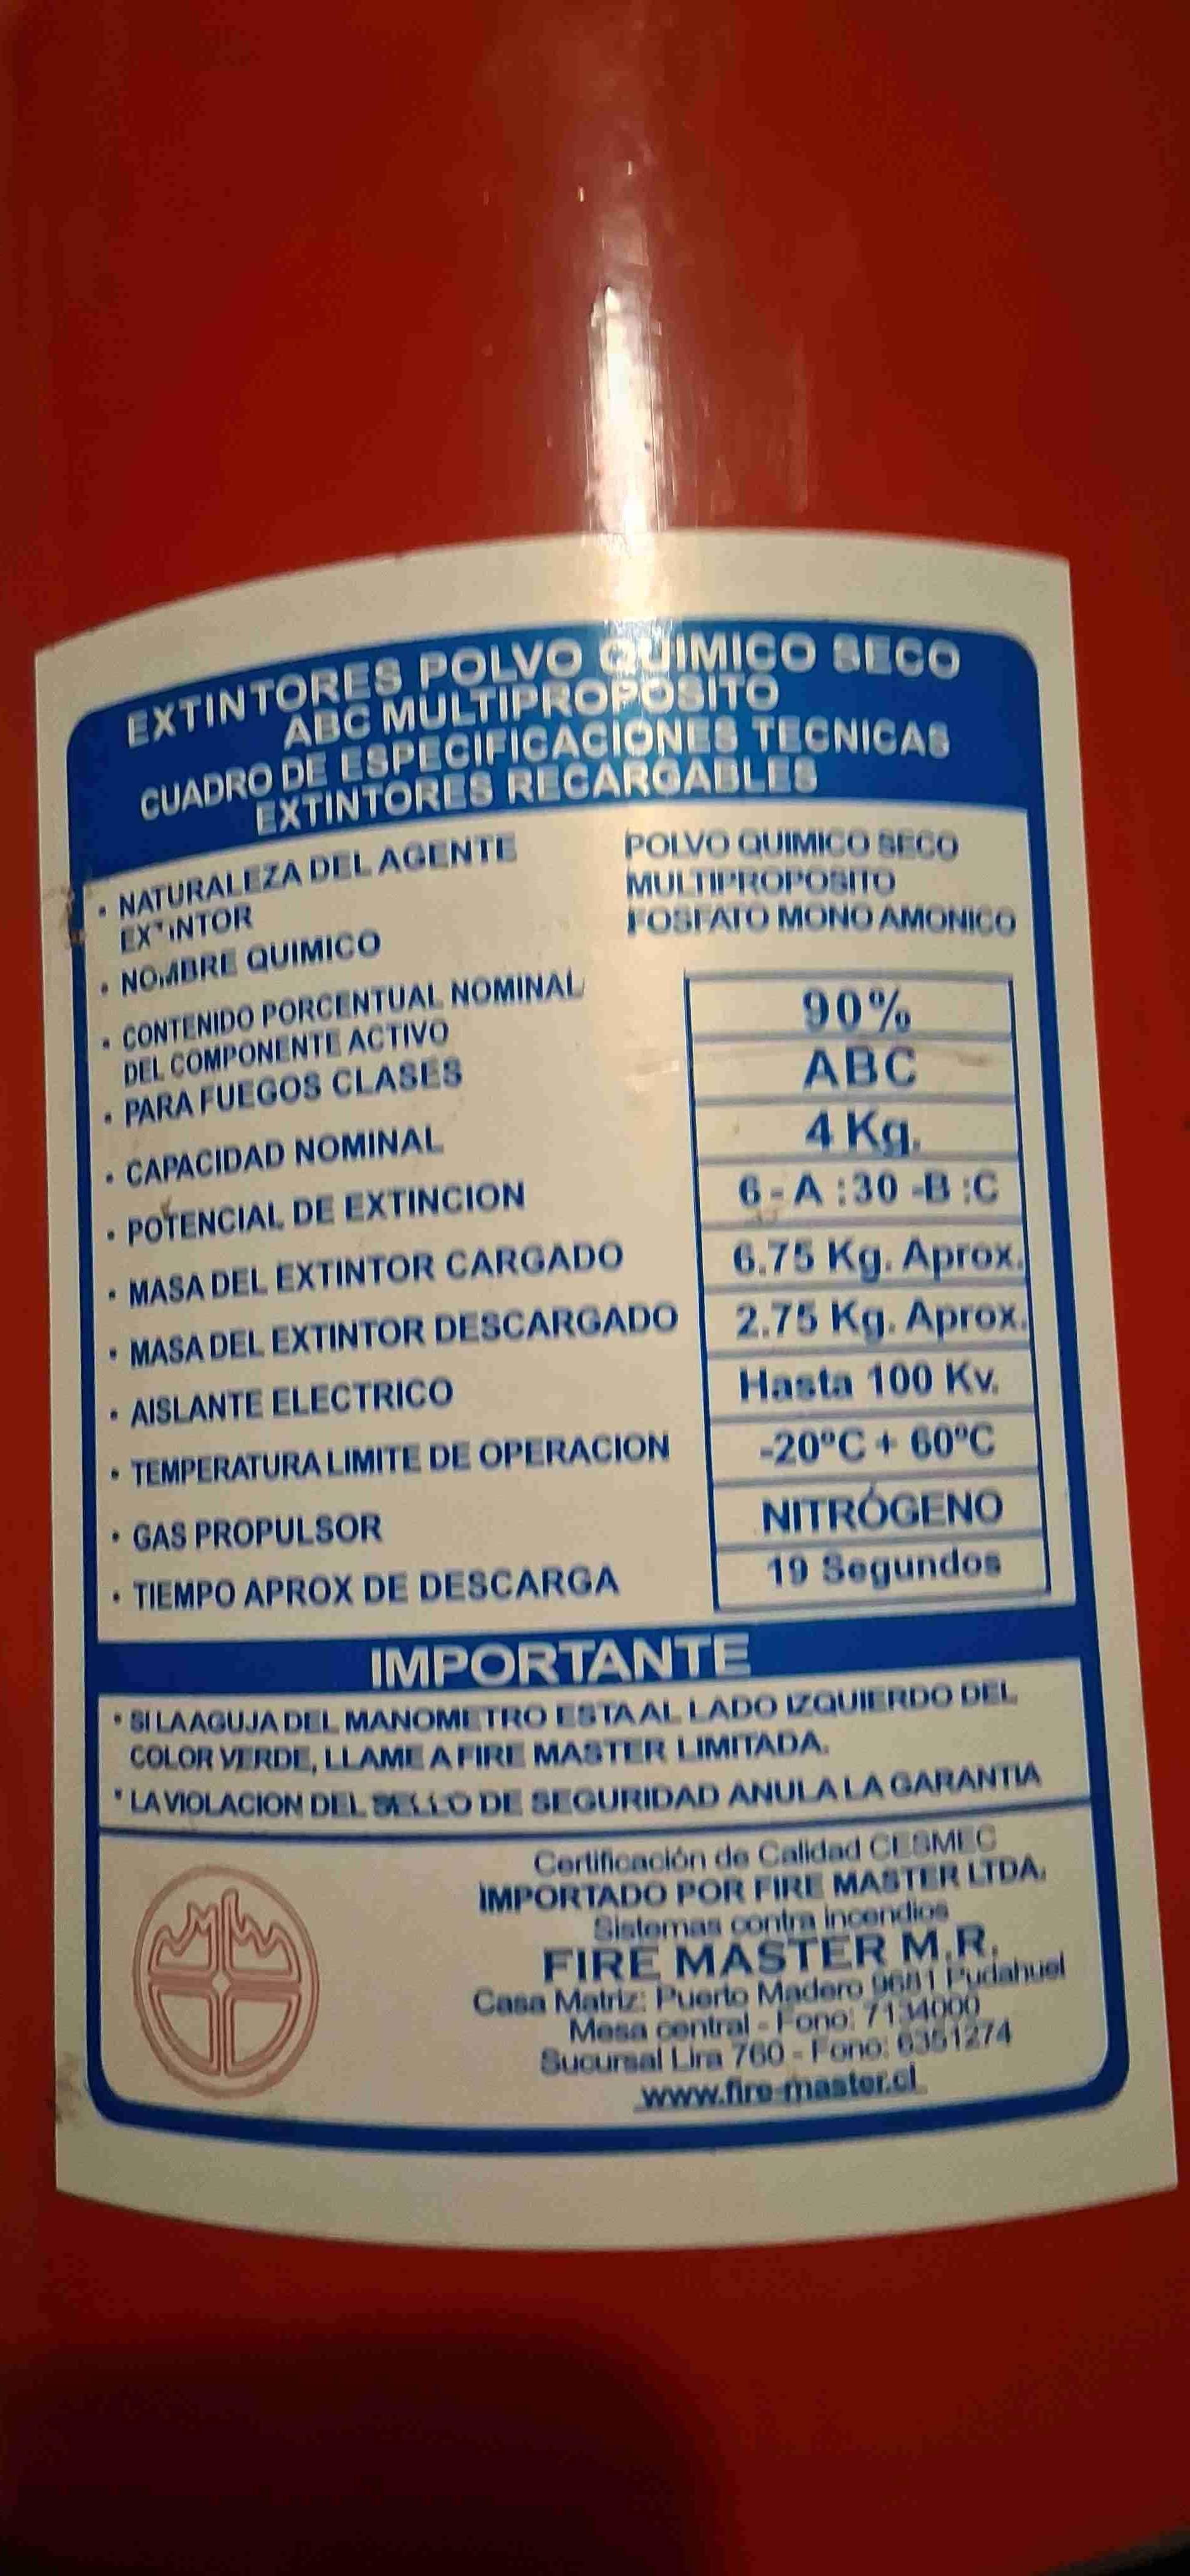 EXTINTORES POLVO QUIMICO SECO
ABC MULTIPROPOSITO
CUADRO DE ESPECIFICACIONES TECNICAS
EXTINTORES RECARGABLES
• NATURALEZA DEL AGENTE EXTINTOR
POLVO QUIMICO SECO
MULTIPROPOSITO
• NOMBRE QUIMICO
FOSFATO MONO AMONICO
• CONTENIDO PORCENTUAL NOMINAL
DEL COMPONENTE ACTIVO
90%
• PARA FUEGOS CLASES
ABC
• CAPACIDAD NOMINAL
4 Kg.
• POTENCIAL DE EXTINCION
6 - A : 30 -B :C
• MASA DEL EXTINTOR CARGADO
6.75 Kg. Aprox.
• MASA DEL EXTINTOR DESCARGADO
2.75 Kg. Aprox.
• AISLANTE ELECTRICO
Hasta 100 Kv.
• TEMPERATURA LIMITE DE OPERACION
-20ºC + 60ºC
• GAS PROPULSOR
NITRÓGENO
• TIEMPO APROX DE DESCARGA
19 Segundos
IMPORTANTE
* SI LA AGUJA DEL MANOMETRO ESTA AL LADO IZQUIERDO DEL
COLOR VERDE, LLAME A FIRE MASTER LIMITADA.
* LA VIOLACION DEL SELLO DE SEGURIDAD ANULA LA GARANTIA
Certificación de Calidad CESMEC
IMPORTADO POR FIRE MASTER LTDA.
Sistemas contra incendios
FIRE MASTER M.R.
Casa Matriz: Puerto Madero 9681 Pudahuel
Mesa central - Fono: 7134000
Sucursal Lira 760 - Fono: 6351274
www.fire-master.cl